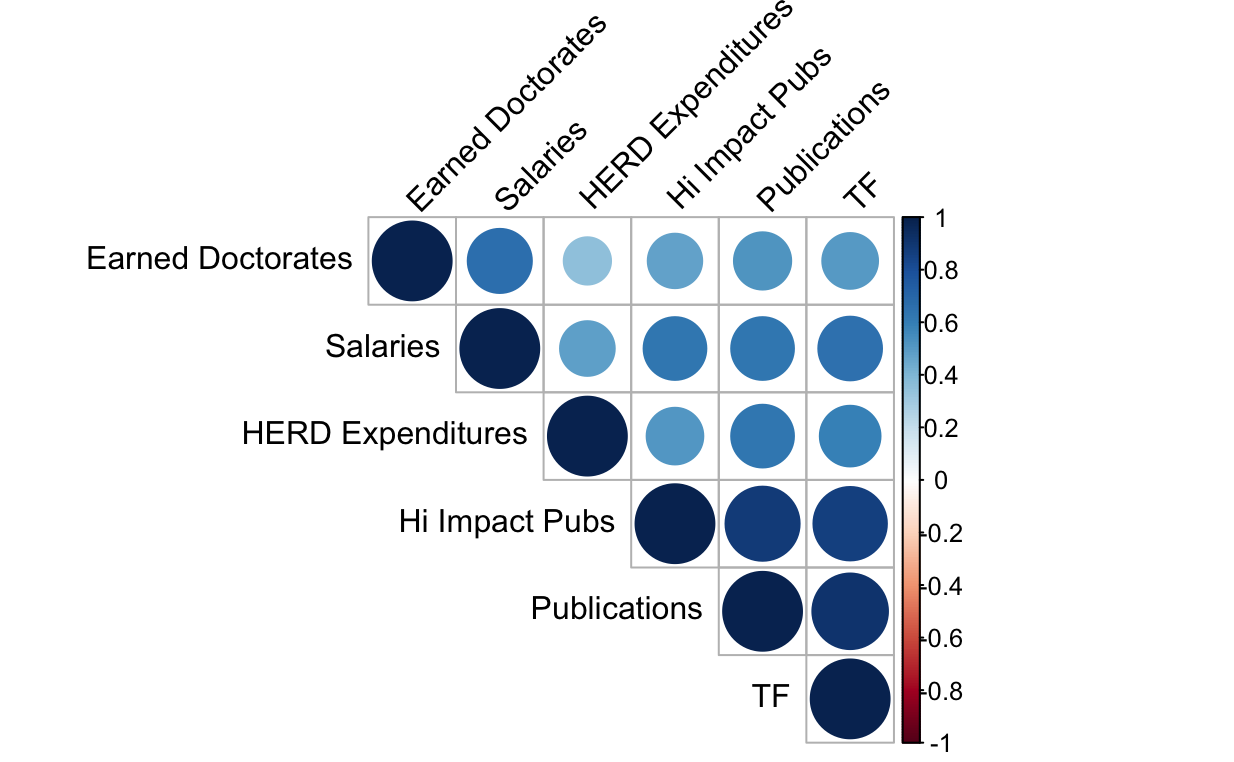 Earned Doctorates
Salaries
HERD Expenditures
Hi Impact Pubs
Publications
TF
Earned Doctorates
Salaries
HERD Expenditures
Hi Impact Pubs
Publications
TF
1
0.8
0.6
0.4
0.2
0
-0.2
-0.4
-0.6
-0.8
-1